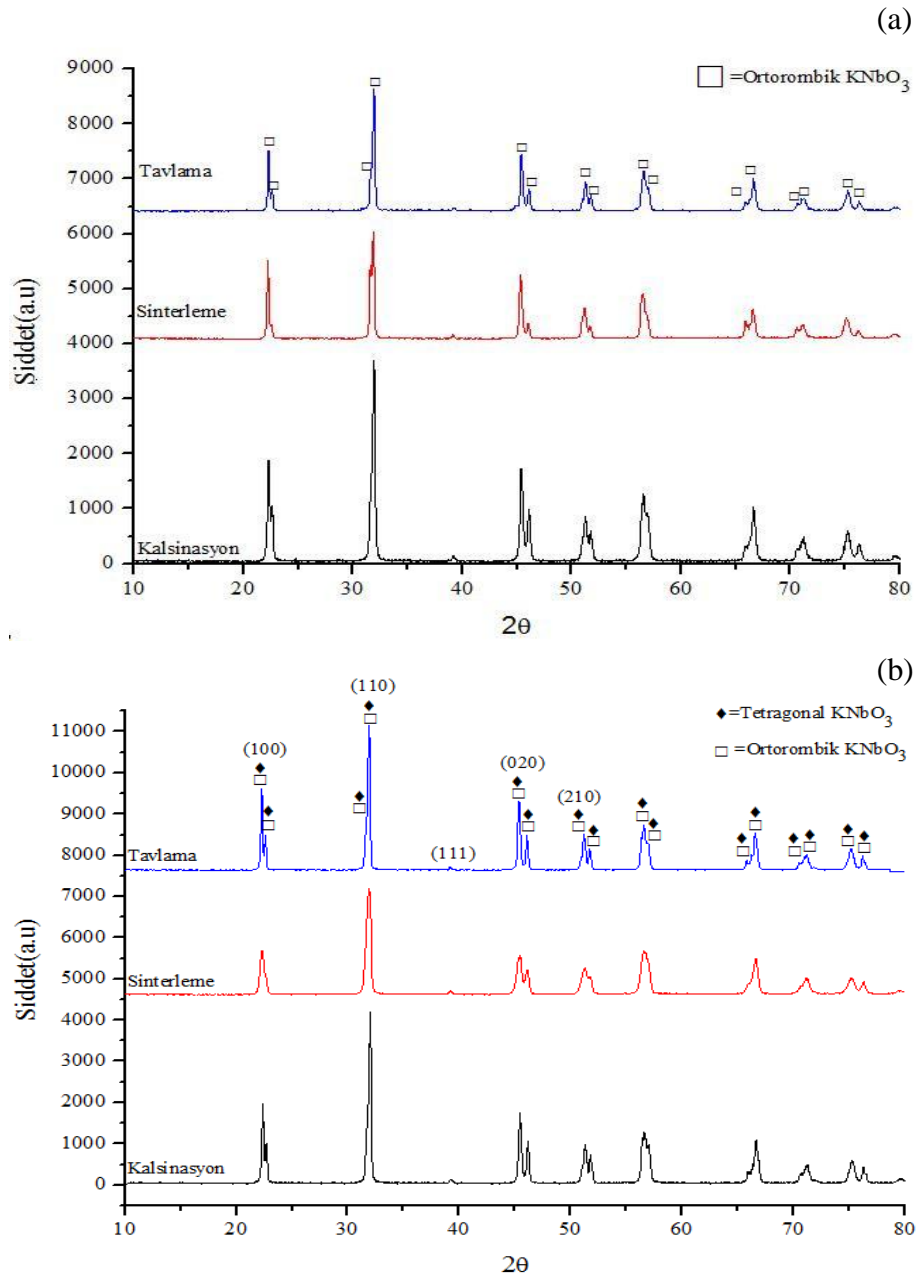 (a)
□ =Ortorombik KNbO3
9000
8000
7000
6000
5000
4000
3000
2000
1000
0
Şiddet(a.u)
Tavlama
Sinterleme
Kalsinasyon
10 20 30 40 50 60 70 80
2θ
(b)
♦=Tetragonal KNbO3
□ =Ortorombik KNbO3
(100)
(110)
(111)
(020)
(210)
11000
10000
9000
8000
7000
6000
5000
4000
3000
2000
1000
0
Şiddet(a.u)
Tavlama
Sinterleme
Kalsinasyon
10 20 30 40 50 60 70 80
2θ